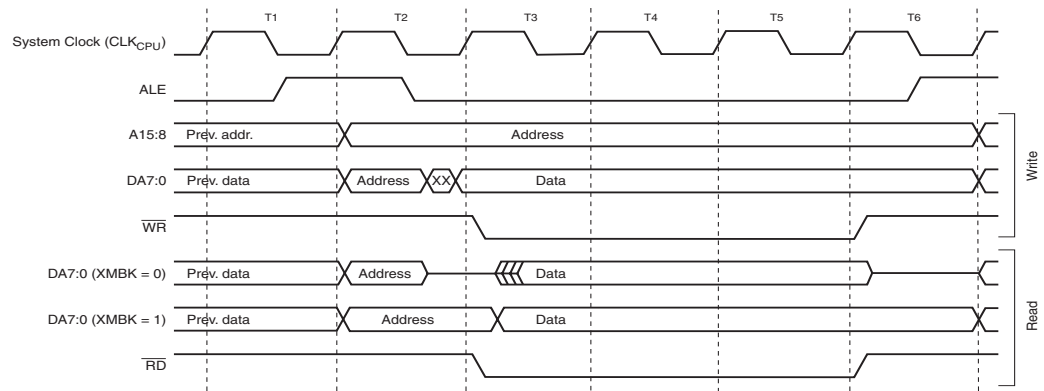 T1 T2 T3 T4 T5 T6
System Clock (CLKCPU)
ALE
A15:8 Prev. addr. Address
DA7:0 Prev. data Address XX Data
WR
Write
DA7:0 (XMBK = 0) Prev. data Address Data
DA7:0 (XMBK = 1) Prev. data Address Data
RD
Read